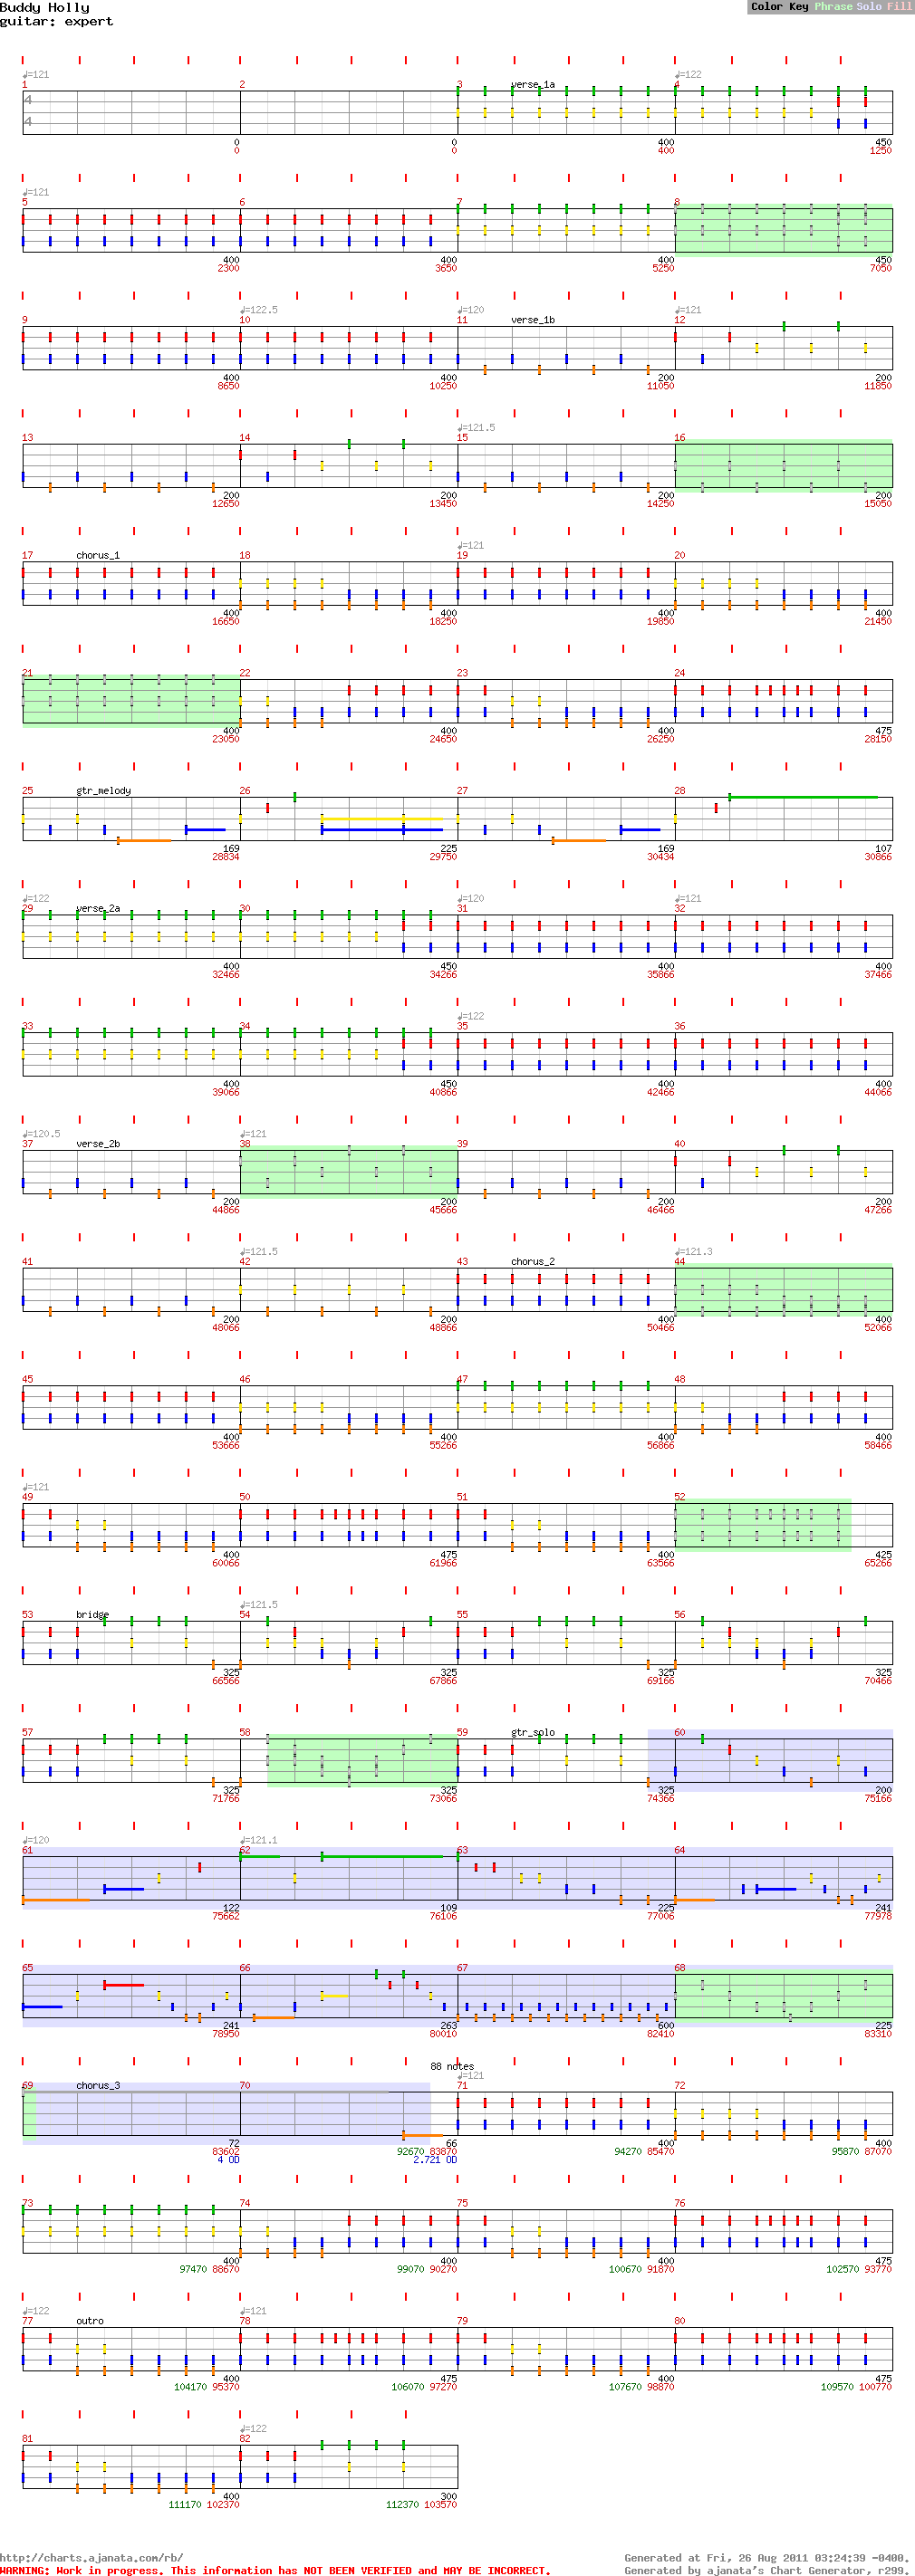 Buddy Holly
Color Key Phrase Solo Fill
guitar: expert
♩=121 ♩=122
1 2 3 verse_1a 4
4
4
0 0 400 450
0 0 400 1250
♩=121
5 6 7 8
400 400 400 450
2300 3650 5250 7050
♩=122.5 ♩=120 ♩=121
9 10 11 verse_1b 12
400 400 200 200
8650 10250 11050 11850
♩=121.5
13 14 15 16
200 200 200 200
12650 13450 14250 15050
♩=121
17 chorus_1 18 19 20
400 400 400 400
16650 18250 19850 21450
21 22 23 24
400 400 400 475
23050 24650 26250 28150
25 gtr_melody 26 27 28
169 225 169 107
28834 29750 30434 30866
♩=122 ♩=120 ♩=121
29 verse_2a 30 31 32
400 450 400 400
32466 34266 35866 37466
♩=122
33 34 35 36
400 450 400 400
39066 40866 42466 44066
♩=120.5 ♩=121
37 verse_2b 38 39 40
200 200 200 200
44866 45666 46466 47266
♩=121.5 ♩=121.3
41 42 43 chorus_2 44
200 200 400 400
48066 48866 50466 52066
45 46 47 48
400 400 400 400
53666 55266 56866 58466
♩=121
49 50 51 52
400 475 400 425
60066 61966 63566 65266
♩=121.5
53 bridge 54 55 56
325 325 325 325
66566 67866 69166 70466
57 58 59 gtr_solo 60
325 325 325 200
71766 73066 74366 75166
♩=120 ♩=121.1
61 62 63 64
122 109 225 241
75662 76106 77006 77978
65 66 67 68
241 263 600 225
78950 80010 82410 83310
88 notes
♩=121
69 chorus_3 70 71 72
72 66 400 400
83602 92670 83870 94270 85470 95870 87070
4 OD 2.721 OD
73 74 75 76
400 400 400 475
97470 88670 99070 90270 100670 91870 102570 93770
♩=122 ♩=121
77 outro 78 79 80
400 475 400 475
104170 95370 106070 97270 107670 98870 109570 100770
♩=122
81 82
400 300
111170 102370 112370 103570
http://charts.ajanata.com/rb/ Generated at Fri, 26 Aug 2011 03:24:39 -0400.
WARNING: Work in progress. This information has NOT BEEN VERIFIED and MAY BE INCORRECT. Generated by ajanata's Chart Generator, r299.